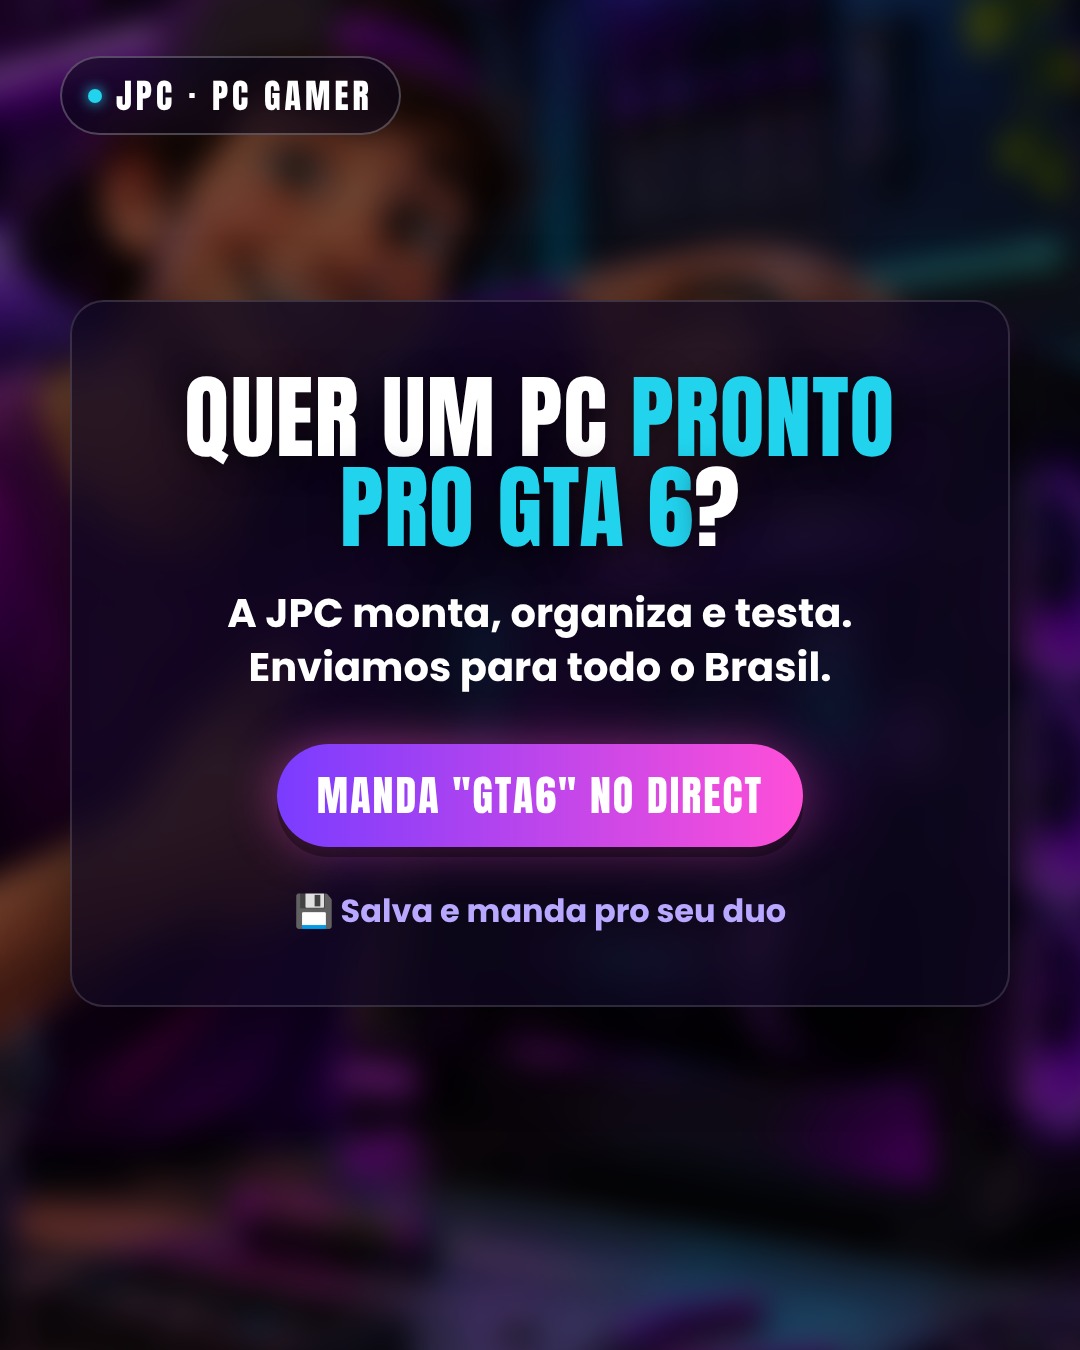 JPC · PC GAMER
QUER UM PC PRONTO
PRO GTA 6?
A JPC monta, organiza e testa.
Enviamos para todo o Brasil.
MANDA "GTA6" NO DIRECT
💾 Salva e manda pro seu duo